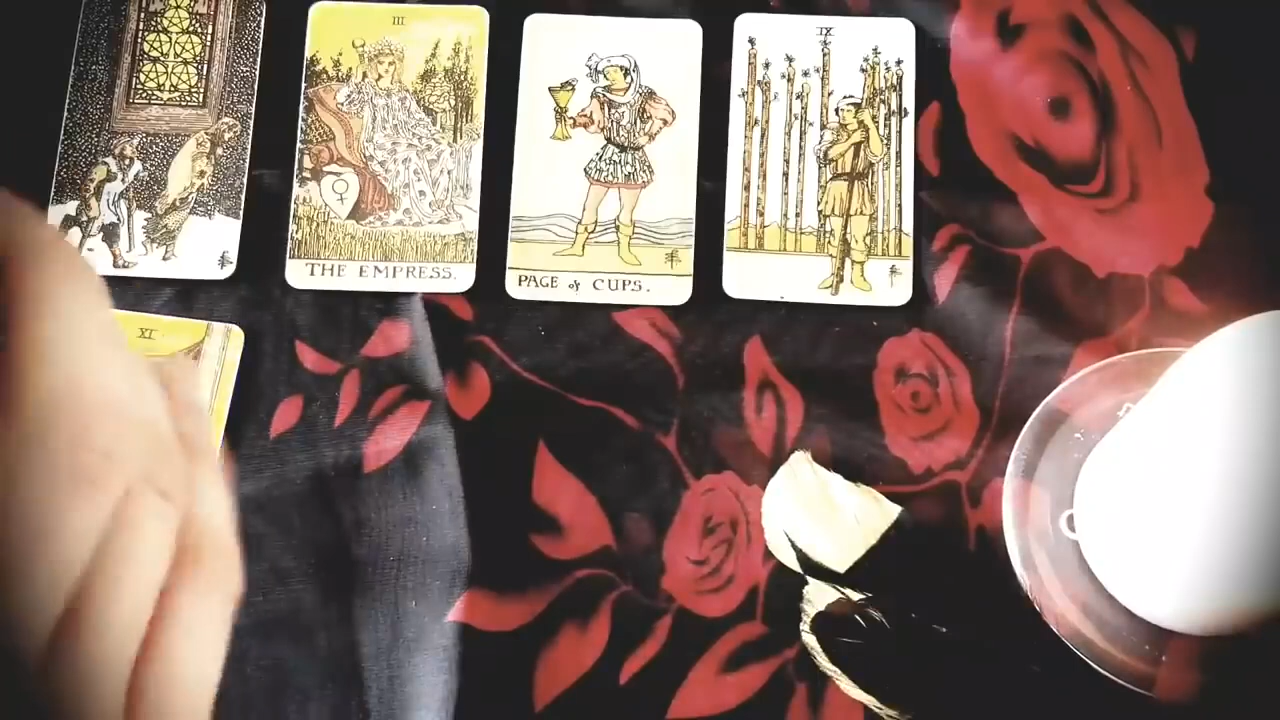 III
THE EMPRESS.
PAGE of CUPS.
IX
XI